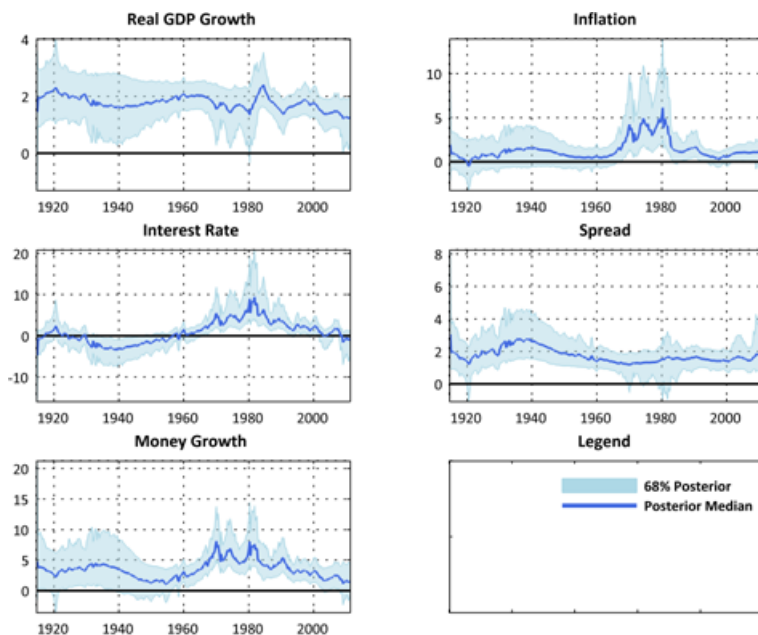 Real GDP Growth
4
2
0
1920 1940 1960 1980 2000
Inflation
10
5
0
1920 1940 1960 1980 2000
Interest Rate
20
10
0
-10
1920 1940 1960 1980 2000
Spread
8
6
4
2
0
1920 1940 1960 1980 2000
Money Growth
20
15
10
5
0
1920 1940 1960 1980 2000
Legend
68% Posterior
Posterior Median